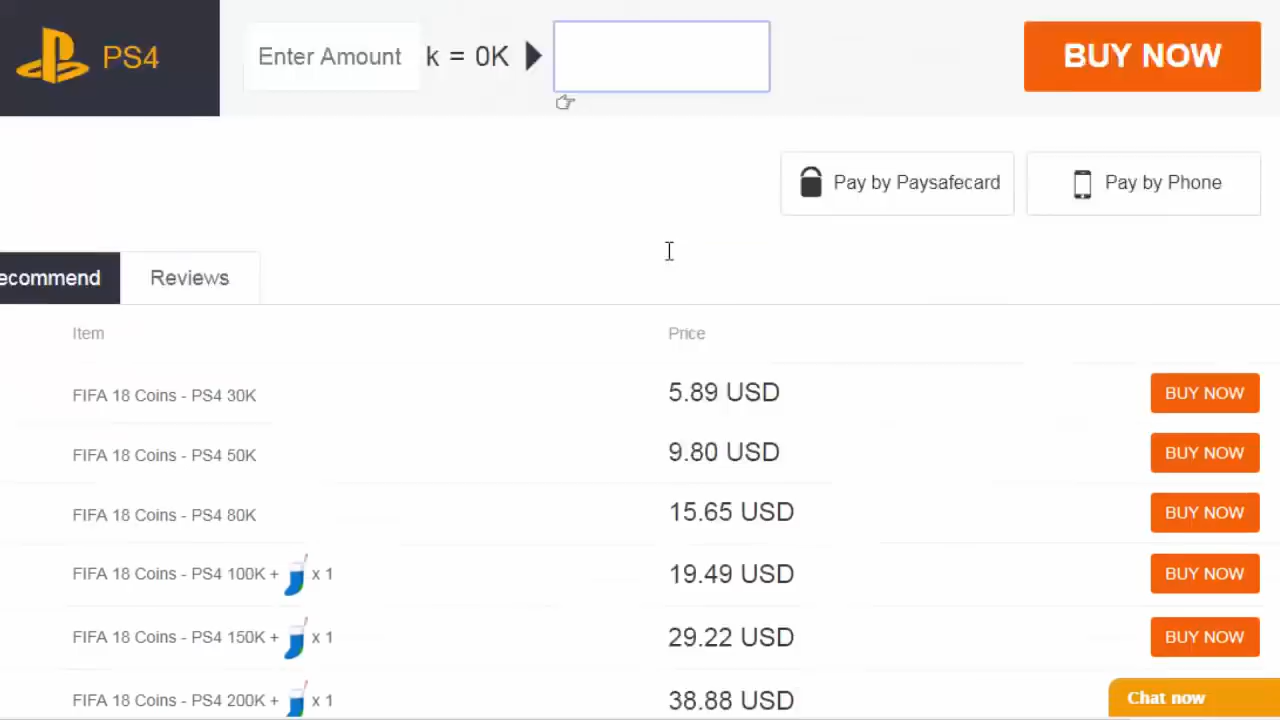 PS4
Enter Amount k = 0K
BUY NOW
Pay by Paysafecard
Pay by Phone
ecommend
Reviews
Item Price
FIFA 18 Coins - PS4 30K 5.89 USD BUY NOW
FIFA 18 Coins - PS4 50K 9.80 USD BUY NOW
FIFA 18 Coins - PS4 80K 15.65 USD BUY NOW
FIFA 18 Coins - PS4 100K + x 1 19.49 USD BUY NOW
FIFA 18 Coins - PS4 150K + x 1 29.22 USD BUY NOW
FIFA 18 Coins - PS4 200K + x 1 38.88 USD
Chat now